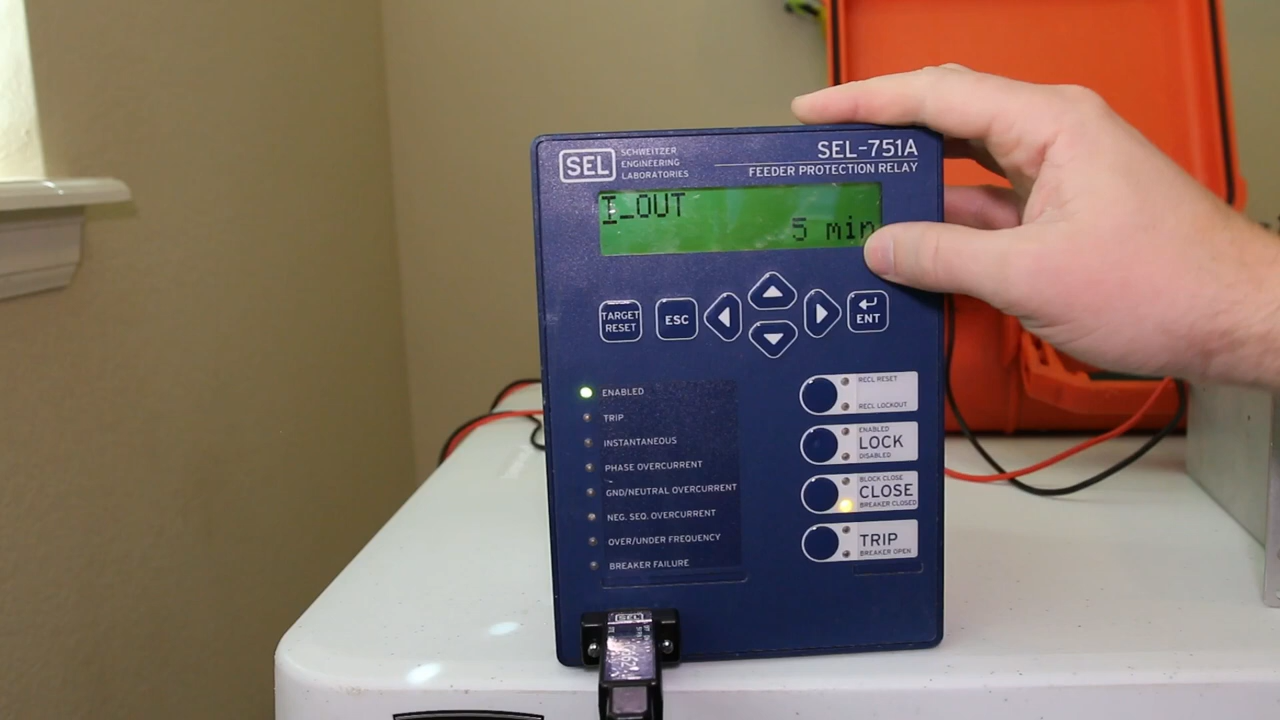 SEL
SCHWEITZER
ENGINEERING
LABORATORIES
SEL-751A
FEEDER PROTECTION RELAY
I_OUT
5 min
TARGET
RESET
ESC
ENT
ENABLED
TRIP
INSTANTANEOUS
PHASE OVERCURRENT
GND/NEUTRAL OVERCURRENT
NEG. SEQ. OVERCURRENT
OVER/UNDER FREQUENCY
BREAKER FAILURE
RECL RESET
RECL LOCKOUT
ENABLED
LOCK
DISABLED
BLOCK CLOSE
CLOSE
BREAKER CLOSED
TRIP
BREAKER OPEN
SEL